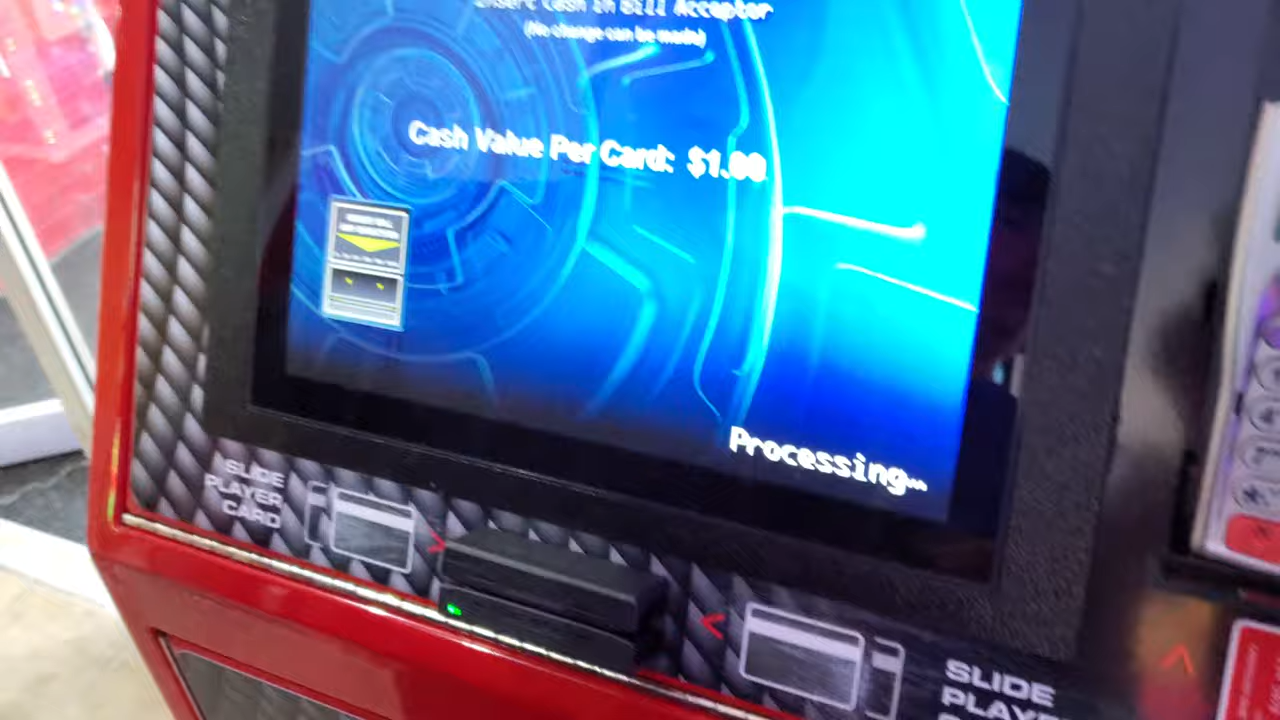 Insert Cash in Bill Acceptor
(No change can be made)
Cash Value Per Card: $1.00
Processing...
SLIDE
PLAYER
CARD
SLIDE